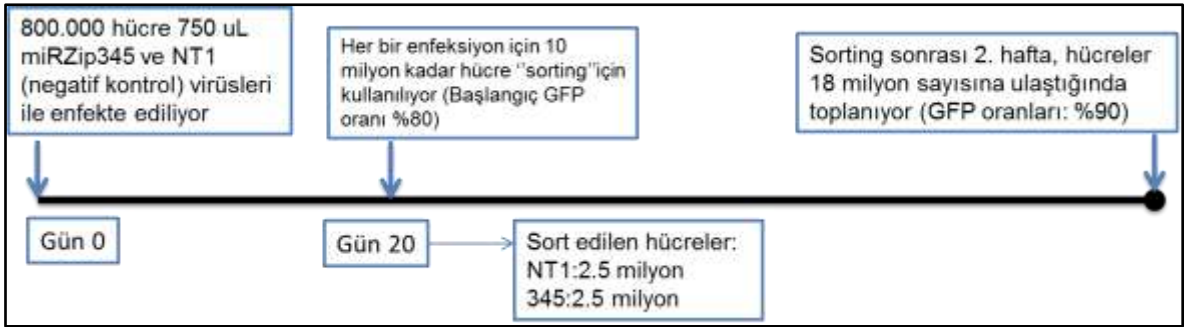 800.000 hücre 750 uL
miRZip345 ve NT1
(negatif kontrol) virüsleri
ile enfekte ediliyor
Her bir enfeksiyon için 10
milyon kadar hücre ‘‘sorting’’için
kullanılıyor (Başlangıç GFP
oranı %80)
Sorting sonrası 2. hafta, hücreler
18 milyon sayısına ulaştığında
toplanıyor (GFP oranları: %90)
Gün 0
Gün 20
Sort edilen hücreler:
NT1:2.5 milyon
345:2.5 milyon